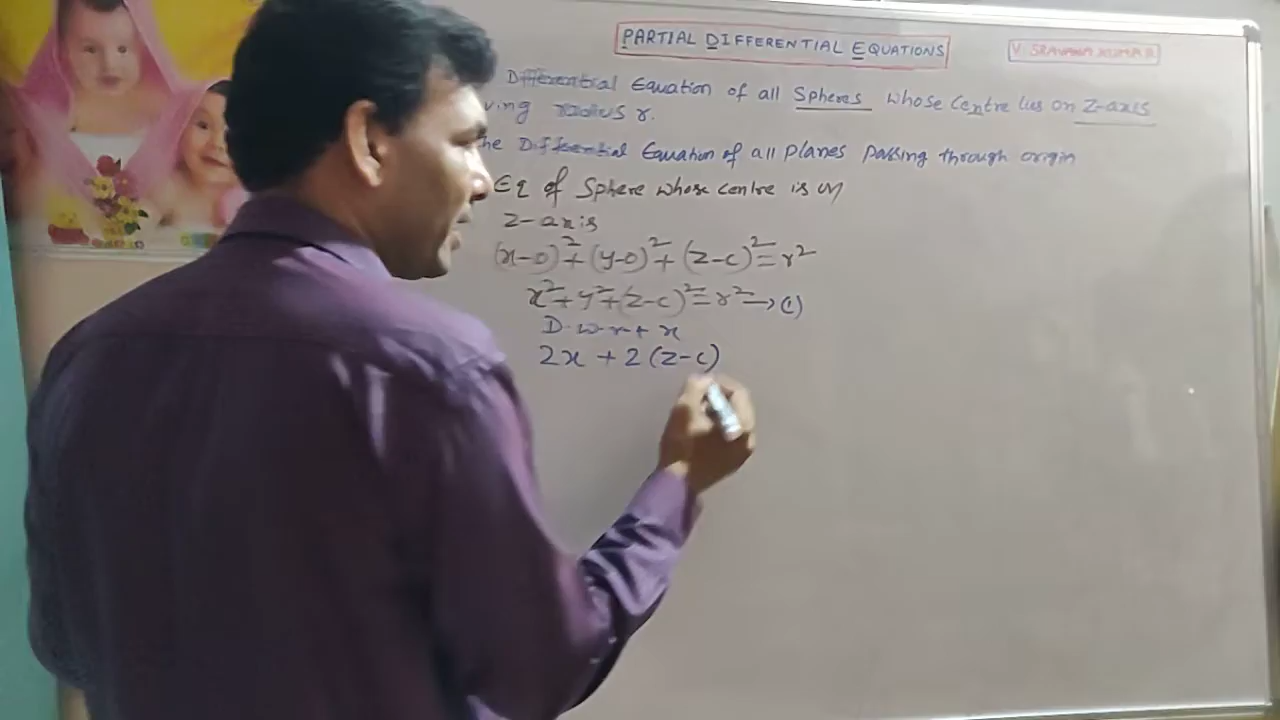 PARTIAL DIFFERENTIAL EQUATIONS
V. SRAVANA KUMAR
Differential Equation of all Spheres whose Centre lies on Z-axis
ving radius r.
he Differential Equation of all Planes Passing through origin
Eq of Sphere whose centre is on
Z-axis
(x-0)²+(y-0)²+(z-c)²=r²
x²+y²+(z-c)²=r²→(1)
D. w.r.t x
2x + 2(z-c)